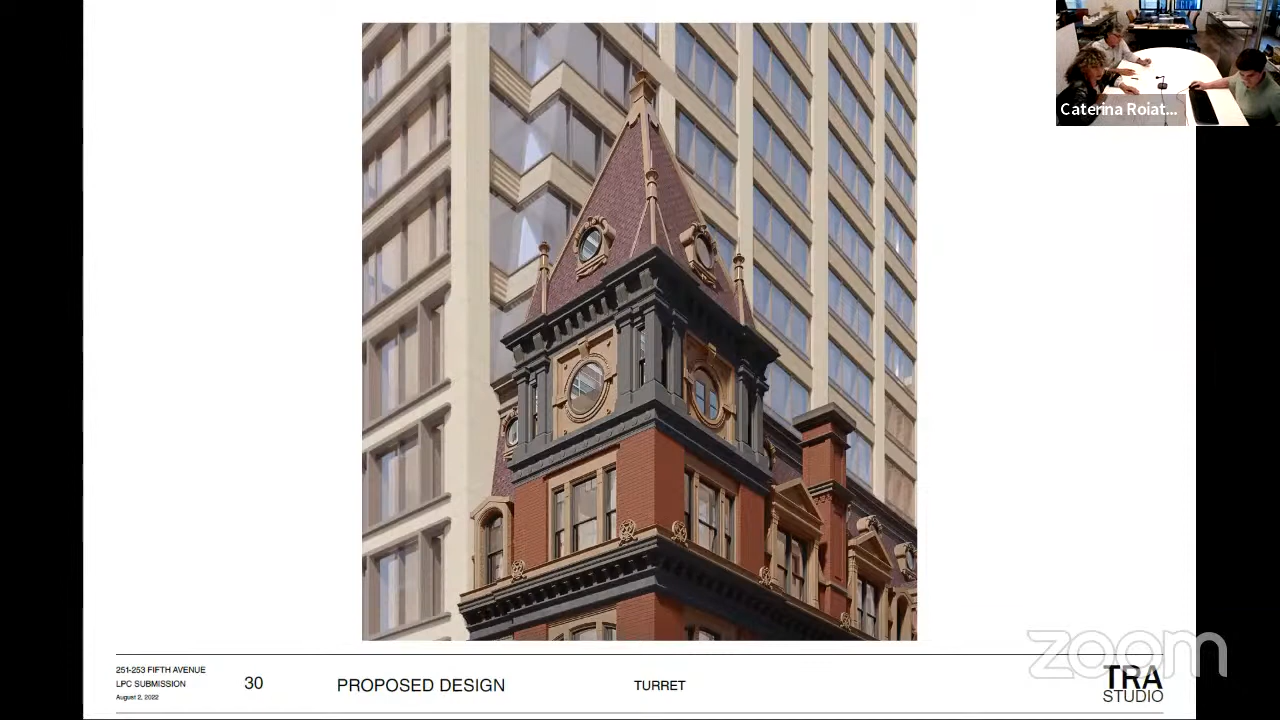 Caterina Roiat...
zoom
251-253 FIFTH AVENUE
LPC SUBMISSION
August 2, 2022
30
PROPOSED DESIGN
TURRET
TRA
STUDIO